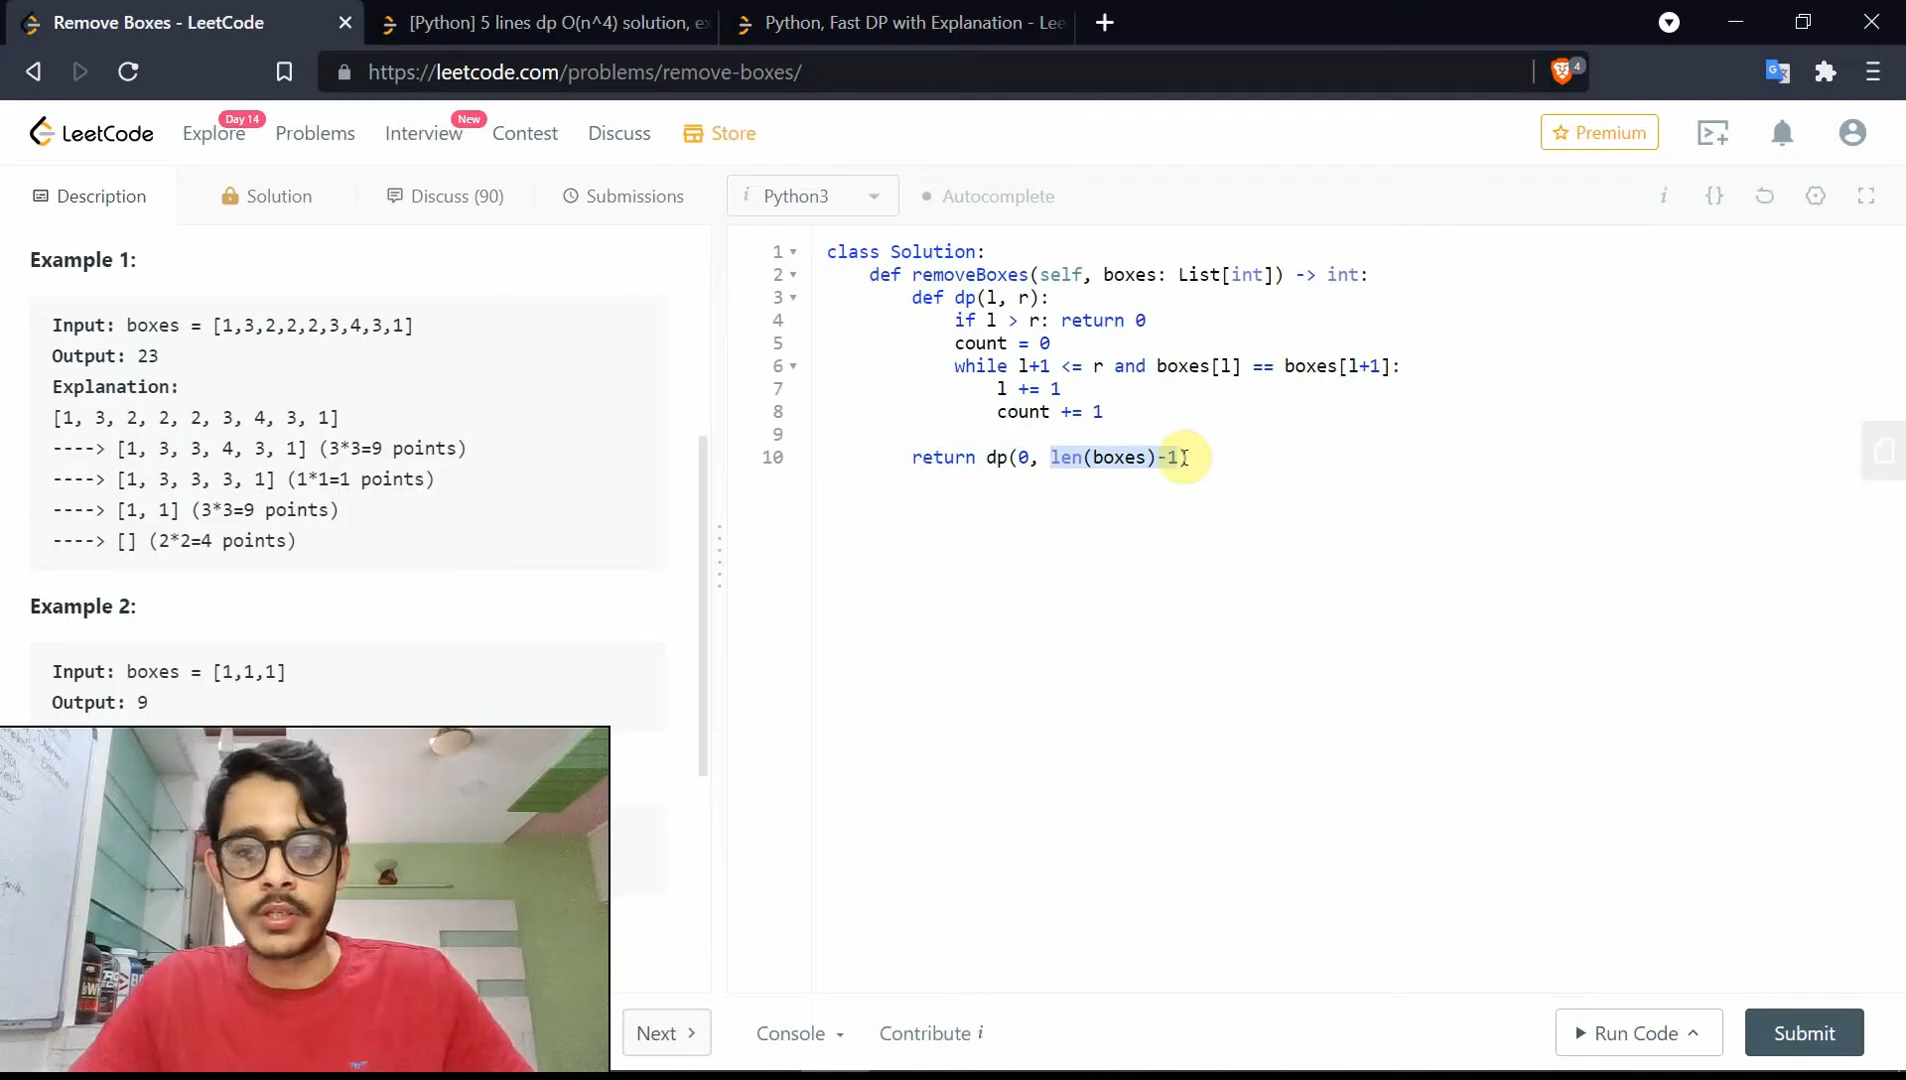 Remove Boxes - LeetCode
[Python] 5 lines dp O(n^4) solution, ex
Python, Fast DP with Explanation - Lee
https://leetcode.com/problems/remove-boxes/
4
LeetCode
Explore
Day 14
Problems
Interview
New
Contest
Discuss
Store
Premium
Description
Solution
Discuss (90)
Submissions
i Python3
Autocomplete
i {}
Example 1:
Input: boxes = [1,3,2,2,2,3,4,3,1]
Output: 23
Explanation:
[1, 3, 2, 2, 2, 3, 4, 3, 1]
----> [1, 3, 3, 4, 3, 1] (3*3=9 points)
----> [1, 3, 3, 3, 1] (1*1=1 points)
----> [1, 1] (3*3=9 points)
----> [] (2*2=4 points)
Example 2:
Input: boxes = [1,1,1]
Output: 9
1 class Solution:
2 def removeBoxes(self, boxes: List[int]) -> int:
3 def dp(l, r):
4 if l > r: return 0
5 count = 0
6 while l+1 <= r and boxes[l] == boxes[l+1]:
7 l += 1
8 count += 1
9
10 return dp(0, len(boxes)-1)
Next >
Console
Contribute i
Run Code
Submit